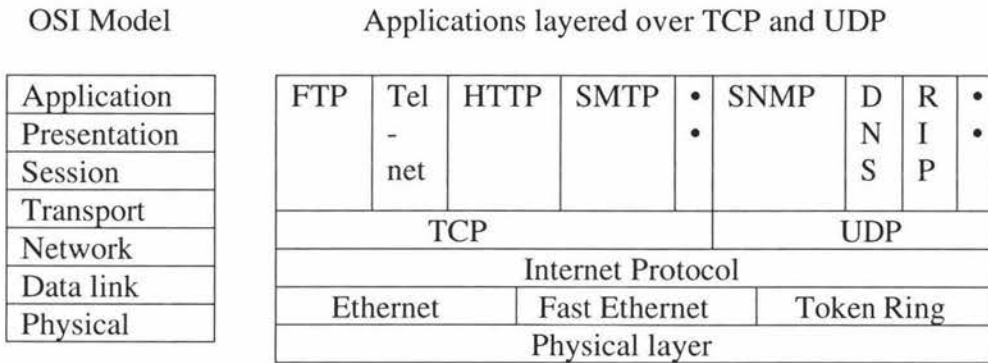 OSI Model
Applications layered over TCP and UDP
Application
Presentation
Session
Transport
Network
Data link
Physical
FTP
Tel
-
net
HTTP
SMTP
•
•
SNMP
D
N
S
R
I
P
•
•
TCP
UDP
Internet Protocol
Ethernet
Fast Ethernet
Token Ring
Physical layer